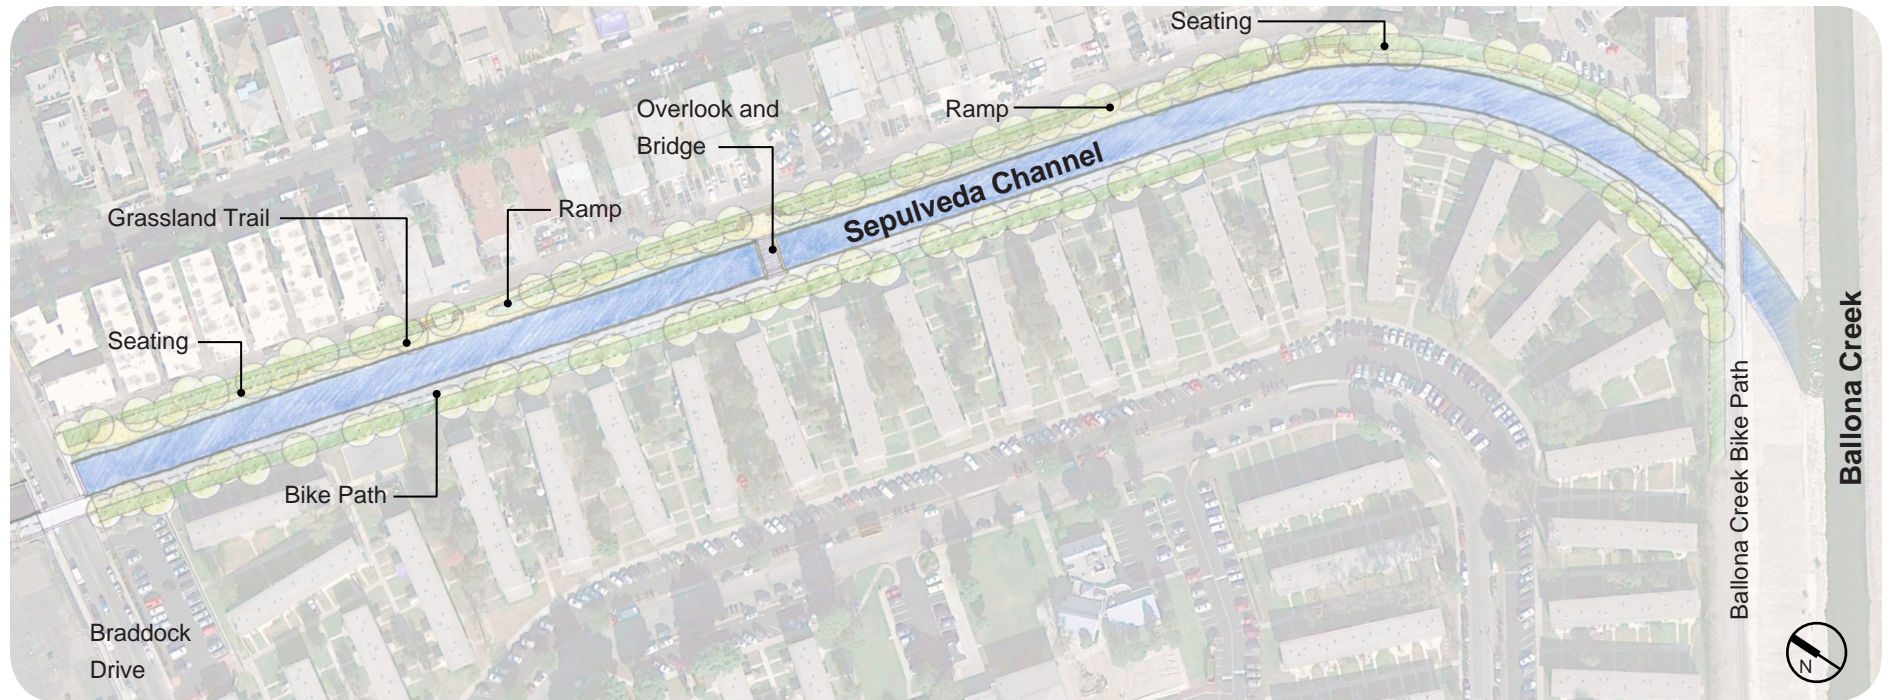 Seating
Overlook and
Bridge
Ramp
Sepulveda Channel
Grassland Trail
Ramp
Seating
Bike Path
Braddock
Drive
Ballona Creek Bike Path
Ballona Creek
N